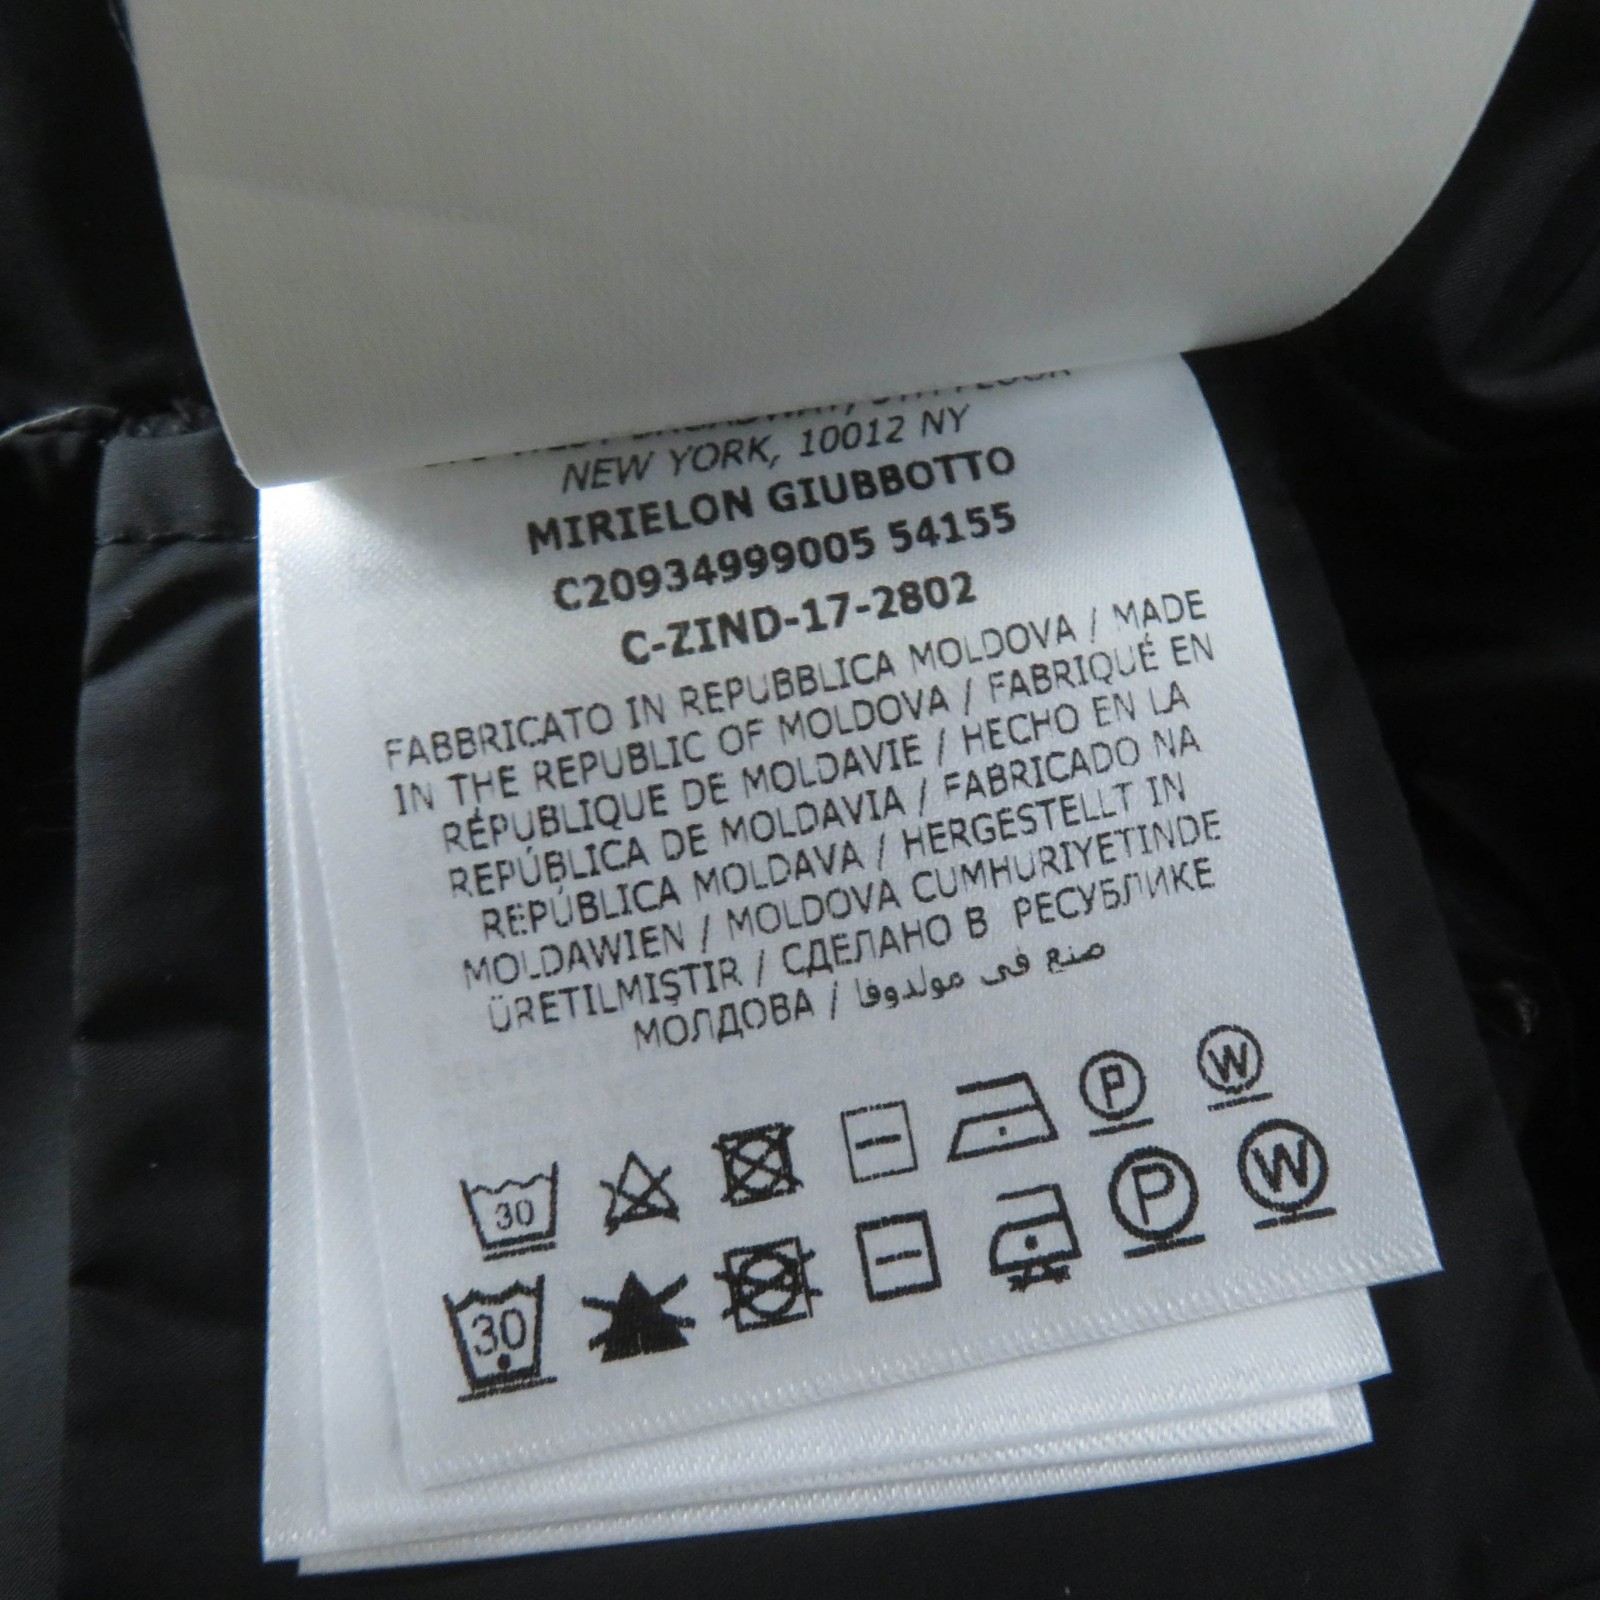 NEW YORK, 10012 NY
MIRIELON GIUBBOTTO
C20934999005 54155
C-ZIND-17-2802
FABBRICATO IN REPUBBLICA MOLDOVA / MADE
IN THE REPUBLIC OF MOLDOVA / FABRIQUÉ EN
RÉPUBLIQUE DE MOLDAVIE / HECHO EN LA
REPÚBLICA DE MOLDAVIA / FABRICADO NA
REPÚBLICA MOLDAVA / HERGESTELLT IN
MOLDAWIEN / MOLDOVA CUMHURIYETINDE
ÜRETILMIŞTIR / СДЕЛАНО В РЕСУБЛИКЕ
МОЛДОВА / صنع في مولدوفا
30 P W
30 P W